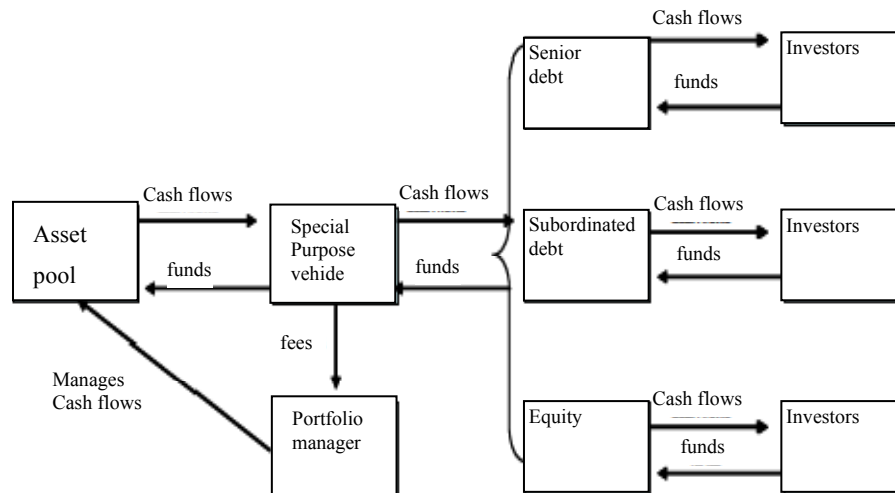 Cash flows
Senior
debt
funds
Investors
Cash flows
Cash flows
Cash flows
Asset
pool
Special
Purpose
vehide
Subordinated
debt
Investors
funds
funds
funds
fees
Manages
Cash flows
Portfolio
manager
Equity
Cash flows
funds
Investors